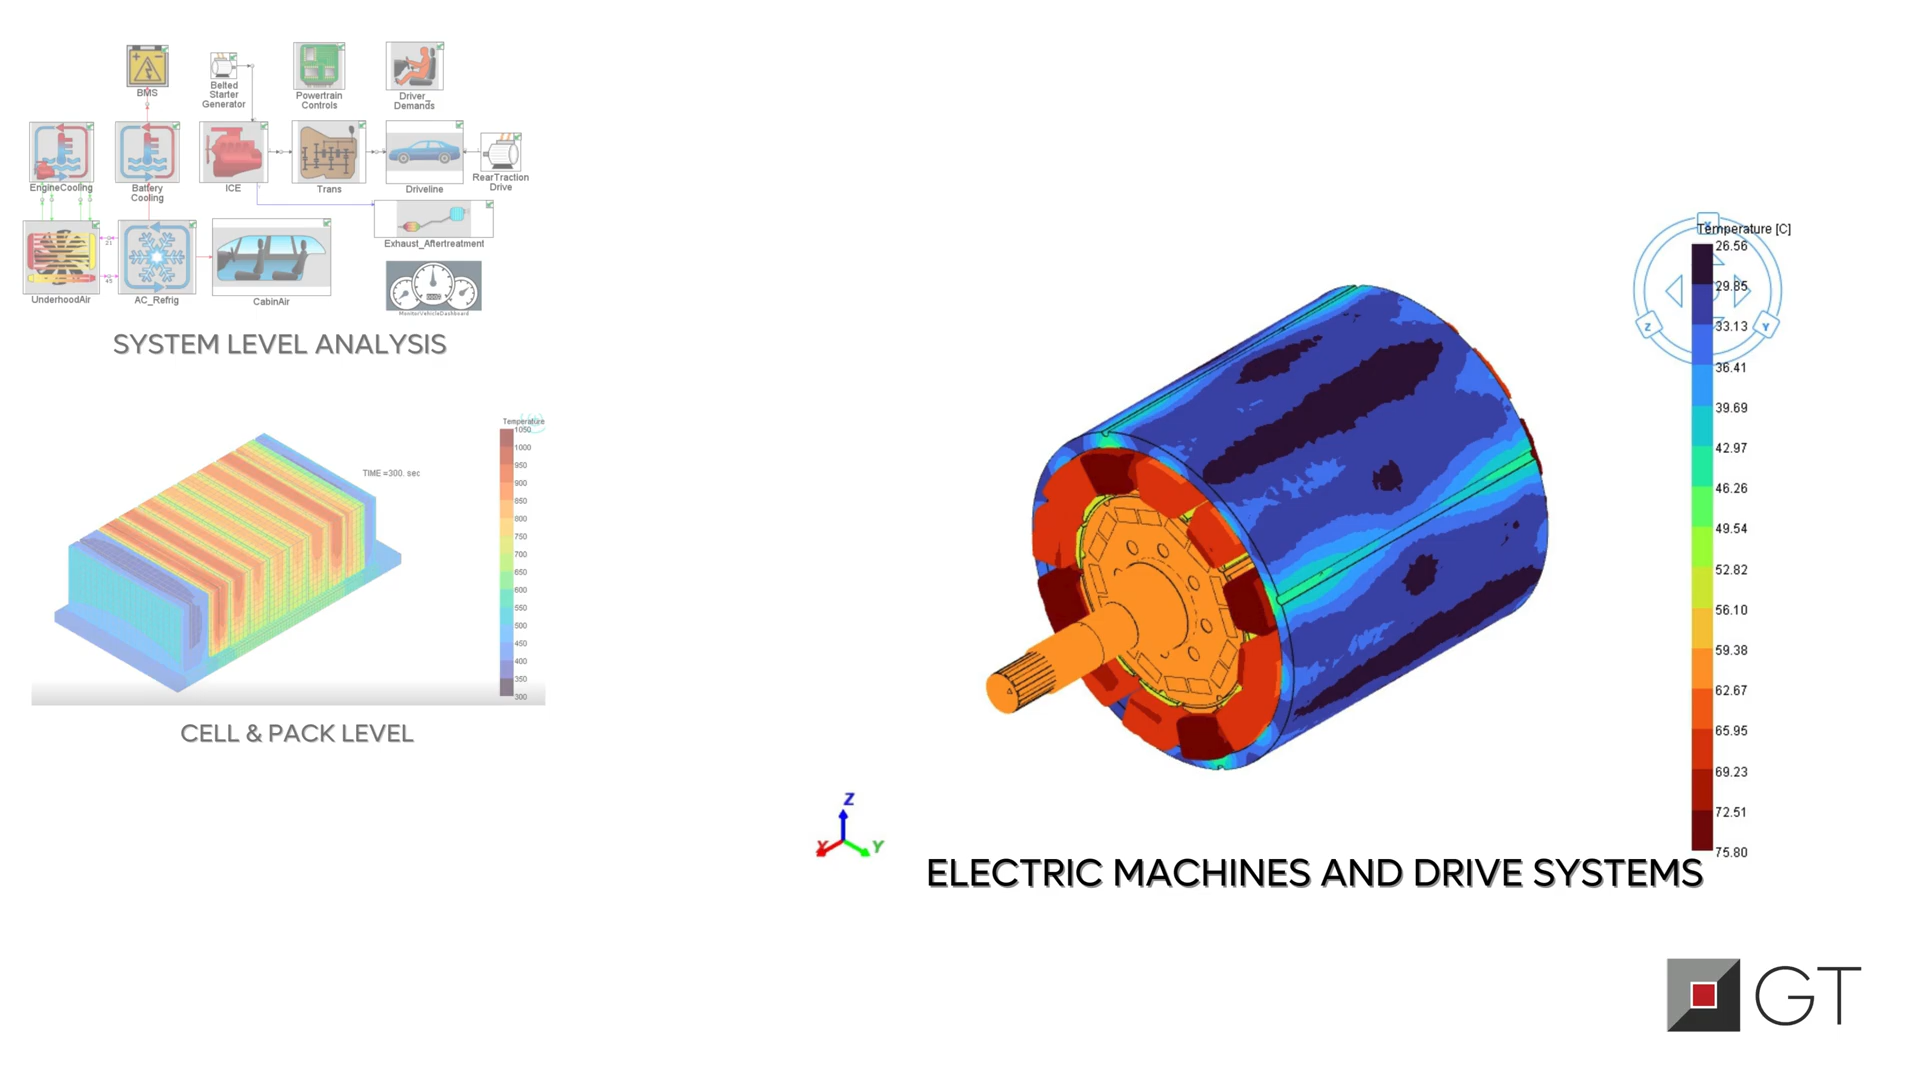 BMS
Belted
Starter
Generator
Powertrain
Controls
Driver_
Demands
EngineCooling
Battery
Cooling
ICE
Trans
Driveline
RearTraction
Drive
UnderhoodAir
21
45
AC_Refrig
CabinAir
Exhaust_Aftertreatment
MonitorVehicleDashboard
SYSTEM LEVEL ANALYSIS
TIME =300. sec
Temperature
1050
1000
950
900
850
800
750
700
650
600
550
500
450
400
350
300
CELL & PACK LEVEL
Temperature [C]
26.56
29.85
33.13
36.41
39.69
42.97
46.26
49.54
52.82
56.10
59.38
62.67
65.95
69.23
72.51
75.80
X
Z
Y
Z
X
Y
ELECTRIC MACHINES AND DRIVE SYSTEMS
GT